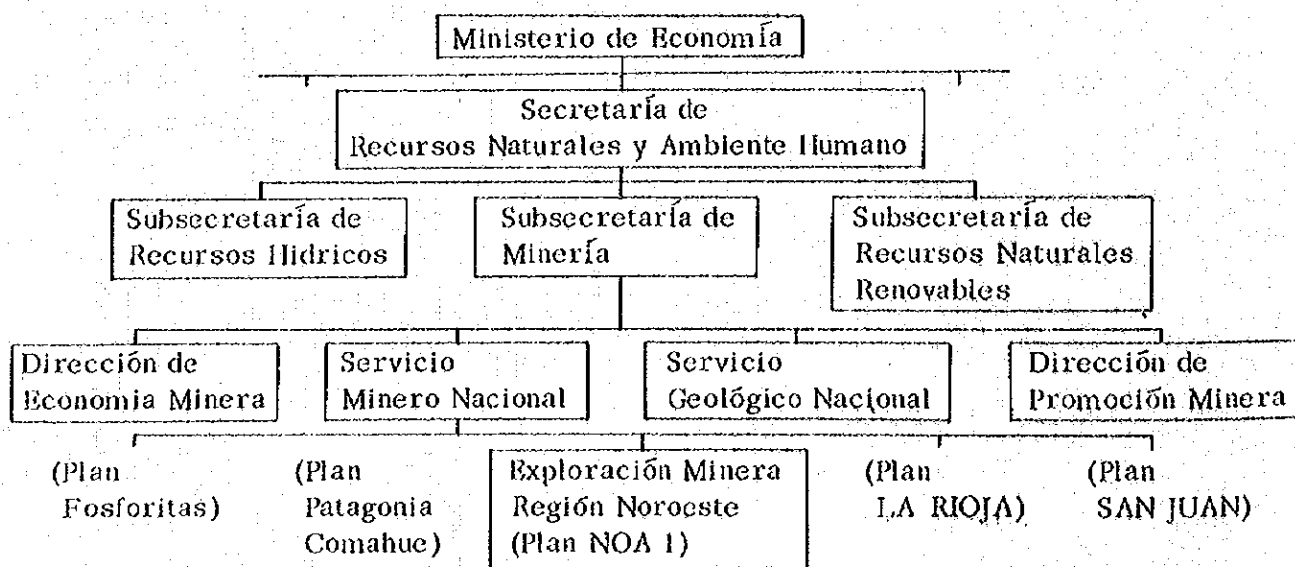 Ministerio de Economía
Secretaría de
Recursos Naturales y Ambiente Humano
Subsecretaría de
Recursos Hidricos
Subsecretaría de
Minería
Subsecretaría de
Recursos Naturales
Renovables
Dirección de
Economia Minera
Servicio
Minero Nacional
Servicio
Geológico Nacional
Dirección de
Promoción Minera
(Plan
Fosforitas)
(Plan
Patagonia
Comahue)
Exploración Minera
Región Noroeste
(Plan NOA 1)
(Plan
LA RIOJA)
(Plan
SAN JUAN)